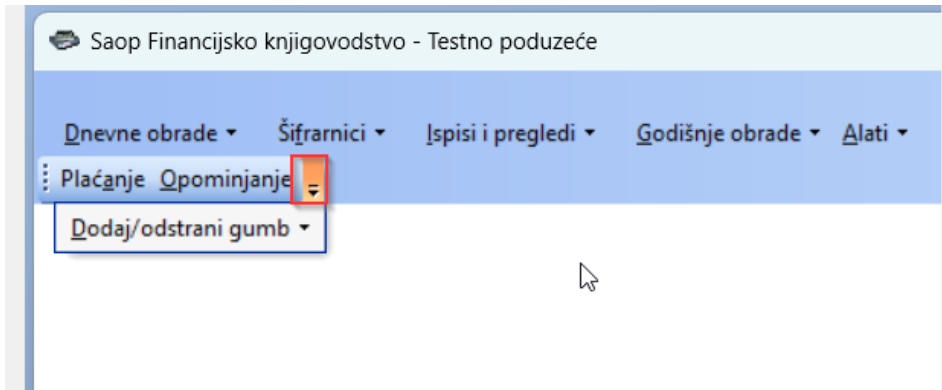 Saop Financijsko knjigovodstvo - Testno poduzeće
Dnevne obrade Šifrarnici Ispisi i pregledi Godišnje obrade Alati
Plaćanje Opominjanje
Dodaj/odstrani gumb